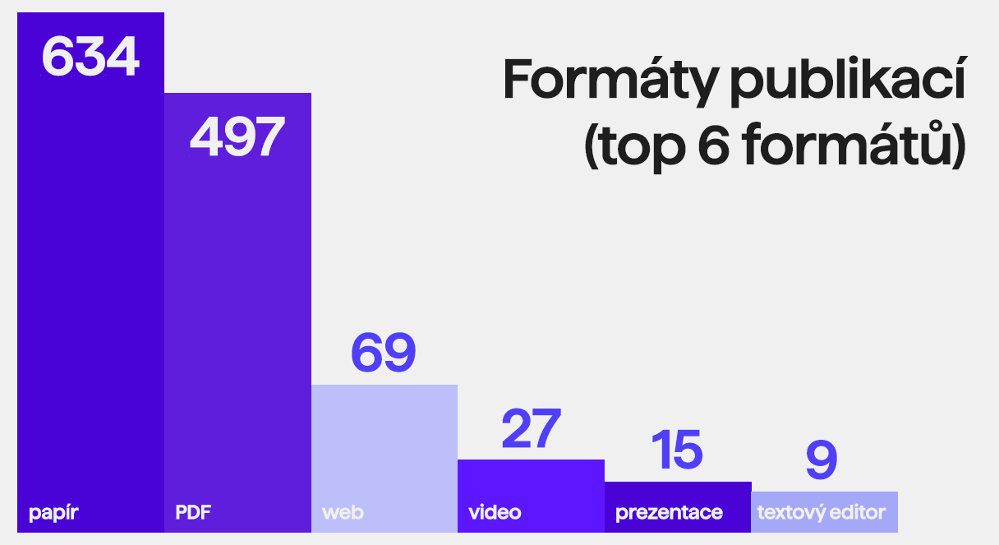 Formáty publikací
(top 6 formátů)
634
497
69
27
15
9
papír
PDF
web
video
prezentace
textový editor